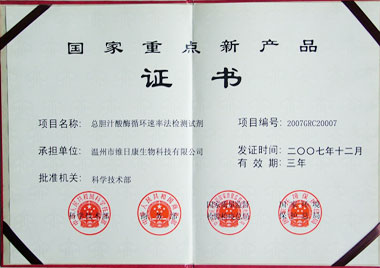 国家重点新产品
证书
项目名称: 总胆汁酸酶循环速率法检测试剂
项目编号: 2007GRC20007
承担单位: 温州市维日康生物科技有限公司
发证时间: 二〇〇七年十二月
有效期: 三年
批准机关: 科学技术部